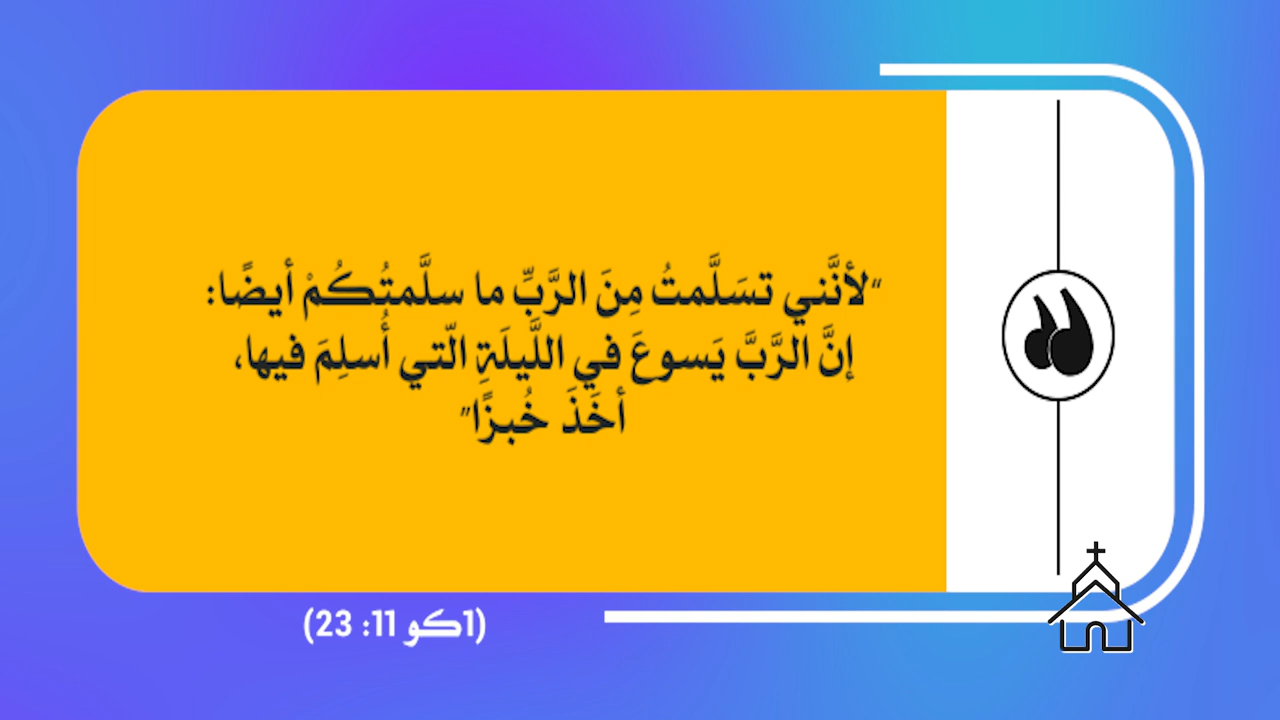 “لأنَّني تسَلَّمتُ مِنَ الرَّبِّ ما سلَّمتُكُمْ أيضًا:
إنَّ الرَّبَّ يَسوعَ في اللَّيلَةِ الّتي أُسلِمَ فيها،
أخَذَ خُبزًا”
(1كو 11: 23)